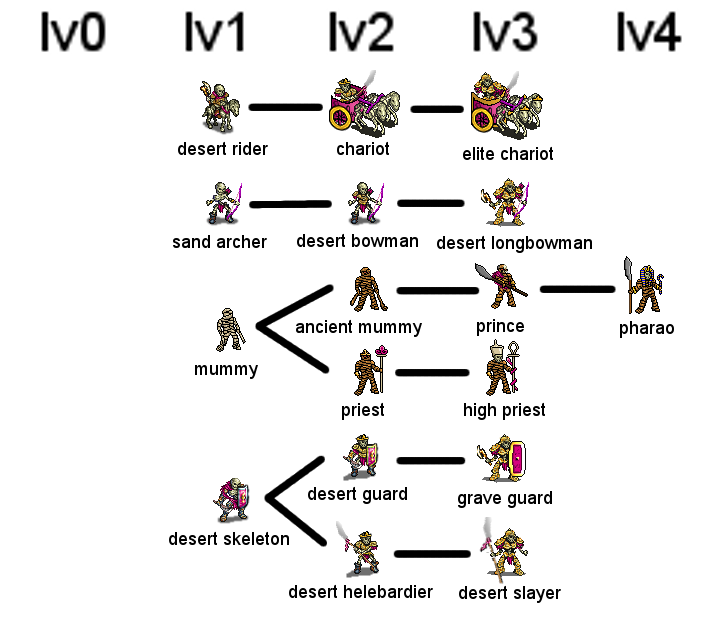 lv0 lv1 lv2 lv3 lv4
desert rider chariot elite chariot
sand archer desert bowman desert longbowman
ancient mummy prince pharao
mummy
priest high priest
desert guard grave guard
desert skeleton
desert helebardier desert slayer